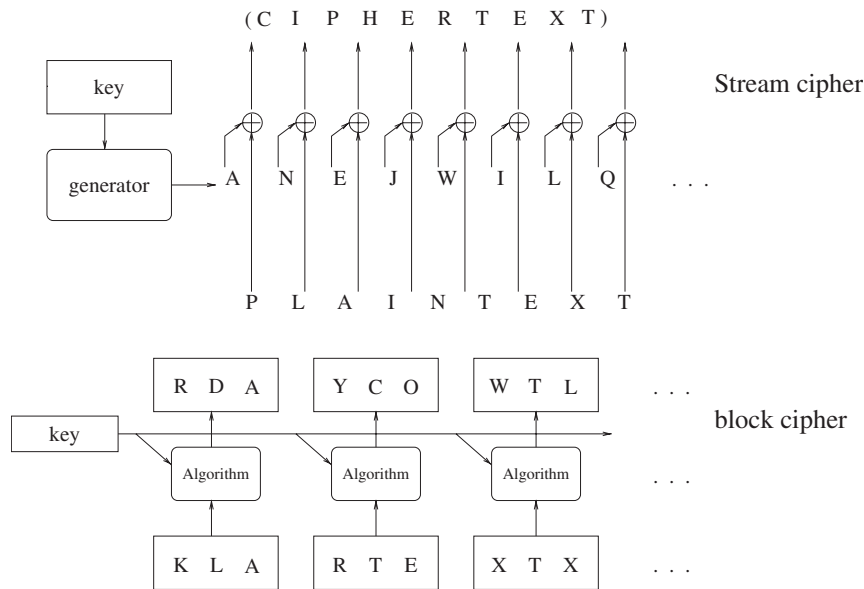 ( C I P H E R T E X T )
Stream cipher
key
generator
A N E J W I L Q . . .
P L A I N T E X T
R D A Y C O W T L . . .
block cipher
key
Algorithm Algorithm Algorithm . . .
K L A R T E X T X . . .